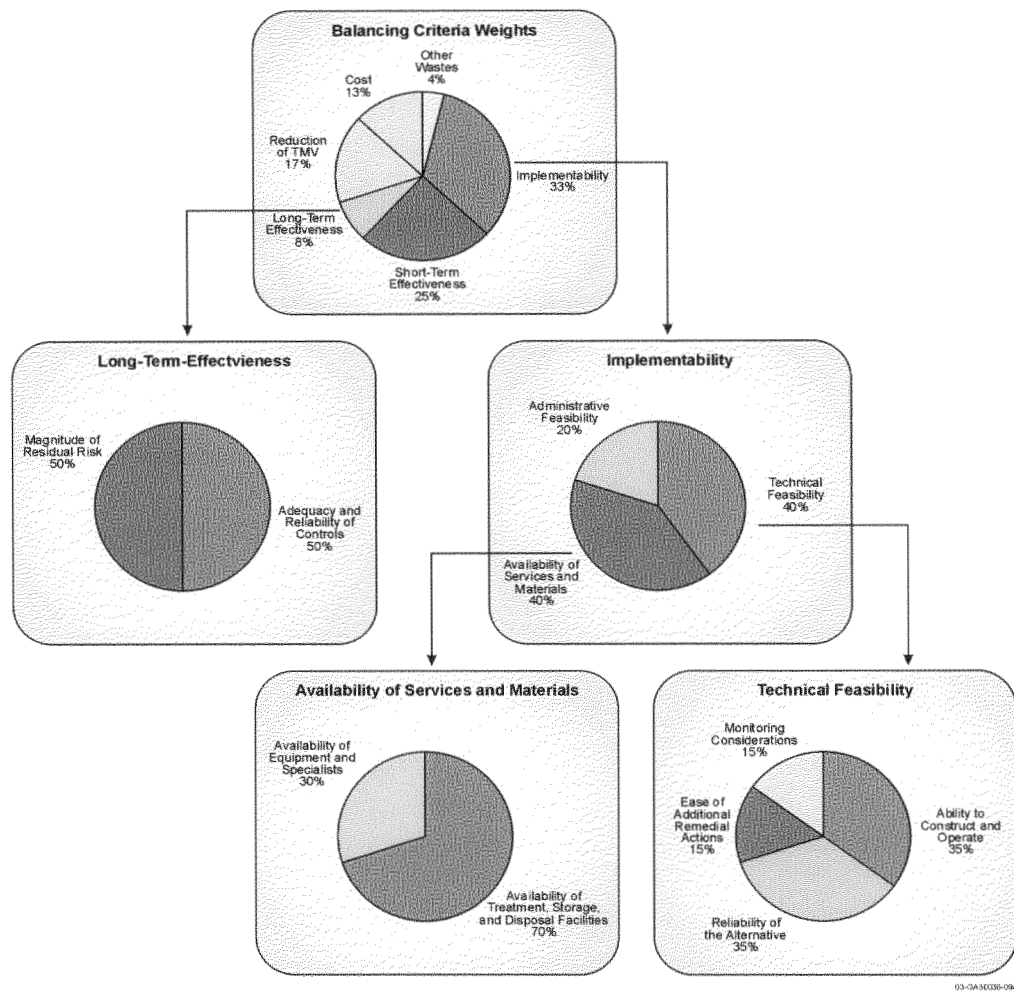 Balancing Criteria Weights
Other
Wastes
4%
Cost
13%
Reduction
of TMV
17%
Implementability
33%
Long-Term
Effectiveness
8%
Short-Term
Effectiveness
25%
Long-Term-Effectvieness
Magnitude of
Residual Risk
50%
Adequacy and
Reliability of
Controls
50%
Implementability
Administrative
Feasibility
20%
Technical
Feasibility
40%
Availability of
Services and
Materials
40%
Availability of Services and Materials
Availability of
Equipment and
Specialists
30%
Availability of
Treatment, Storage,
and Disposal Facilities
70%
Technical Feasibility
Monitoring
Considerations
15%
Ease of
Additional
Remedial
Actions
15%
Ability to
Construct and
Operate
35%
Reliability of
the Alternative
35%